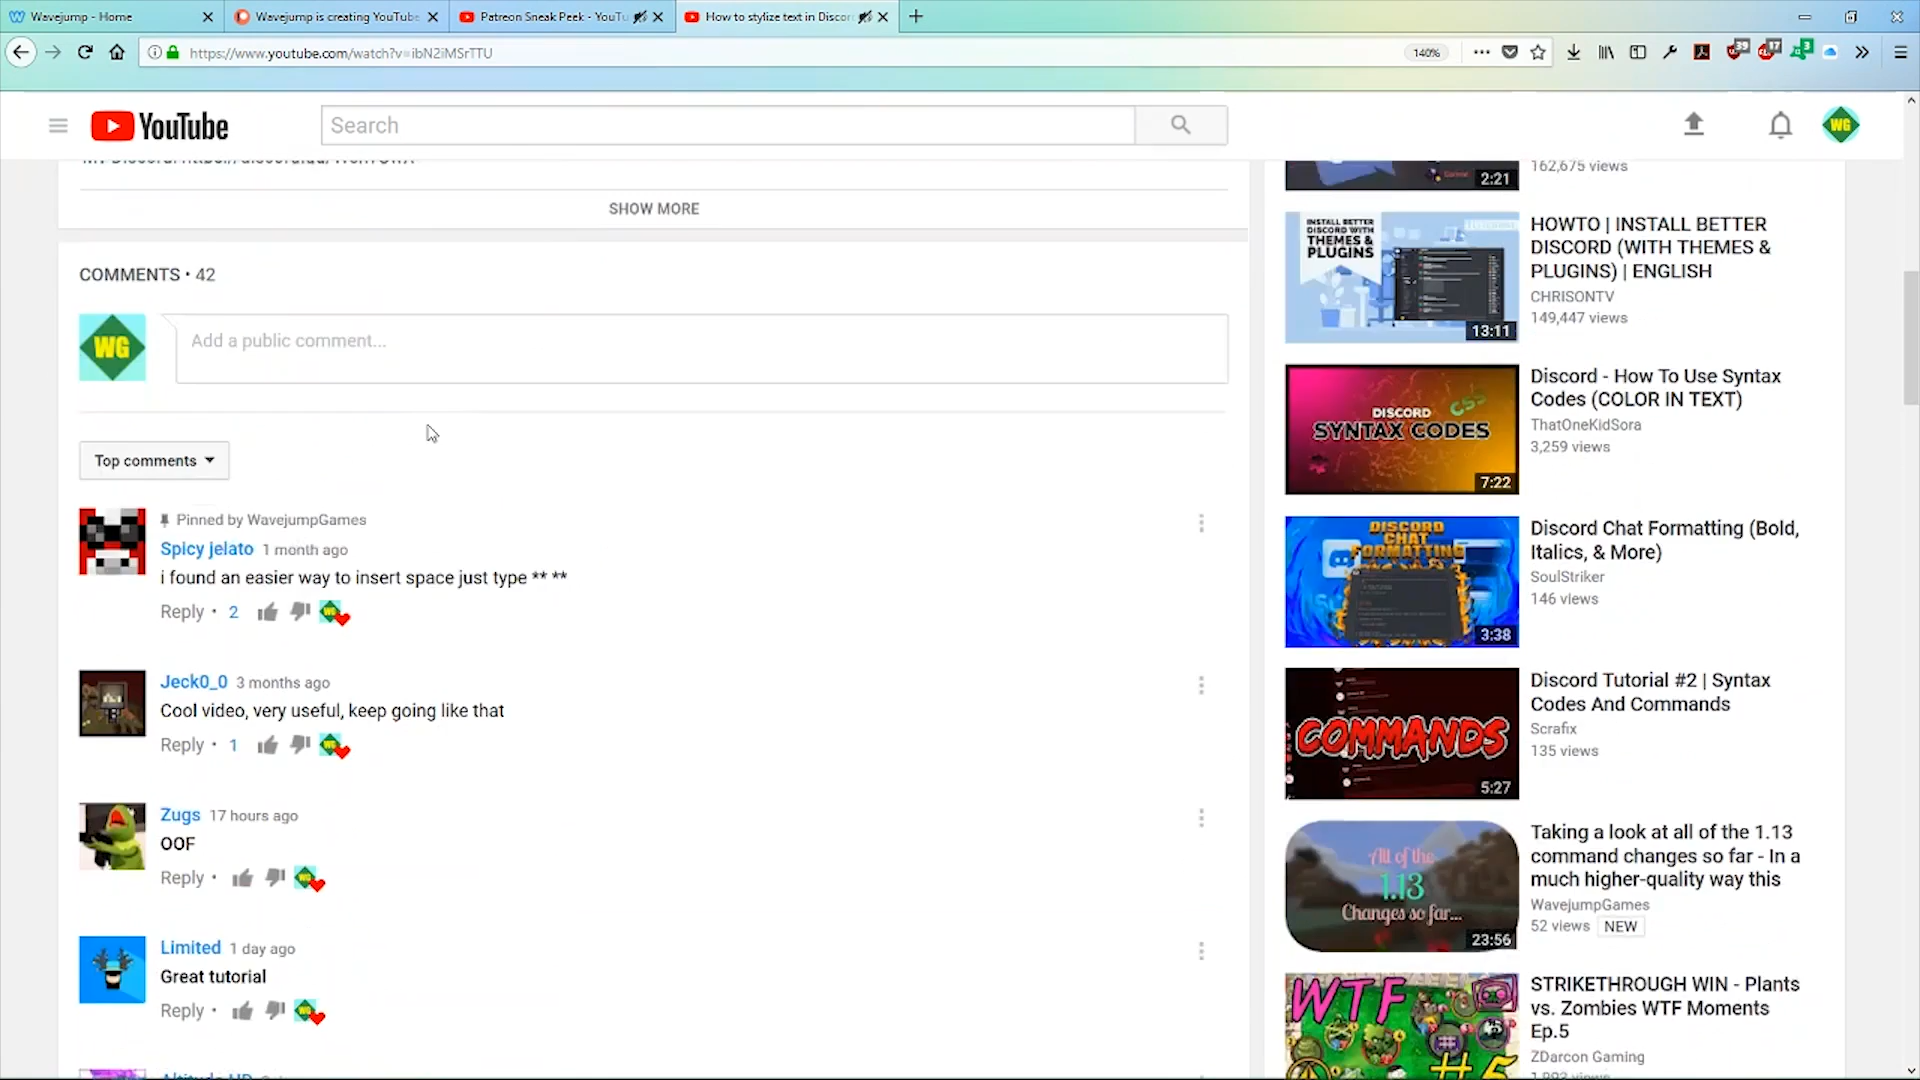 Wavejump - Home
Wavejump is creating YouTube
Patreon Sneak Peek - YouTu
How to stylize text in Discor
https://www.youtube.com/watch?v=ibN2iMSrTTU
140%
39
17
3
YouTube
Search
WG
SHOW MORE
COMMENTS • 42
WG
Add a public comment...
Top comments
Pinned by WavejumpGames
Spicy jelato 1 month ago
i found an easier way to insert space just type ** **
Reply • 2
Jeck0_0 3 months ago
Cool video, very useful, keep going like that
Reply • 1
Zugs 17 hours ago
OOF
Reply •
Limited 1 day ago
Great tutorial
Reply •
2:21
162,675 views
INSTALL BETTER
DISCORD WITH
THEMES &
PLUGINS
13:11
HOWTO | INSTALL BETTER
DISCORD (WITH THEMES &
PLUGINS) | ENGLISH
CHRISONTV
149,447 views
DISCORD CSS
SYNTAX CODES
7:22
Discord - How To Use Syntax
Codes (COLOR IN TEXT)
ThatOneKidSora
3,259 views
DISCORD
CHAT
FORMATTING
3:38
Discord Chat Formatting (Bold,
Italics, & More)
SoulStriker
146 views
COMMANDS
5:27
Discord Tutorial #2 | Syntax
Codes And Commands
Scrafix
135 views
All of the
1.13
Changes so far...
23:56
Taking a look at all of the 1.13
command changes so far - In a
much higher-quality way this
WavejumpGames
52 views NEW
WTF
#5
STRIKETHROUGH WIN - Plants
vs. Zombies WTF Moments
Ep.5
ZDarcon Gaming